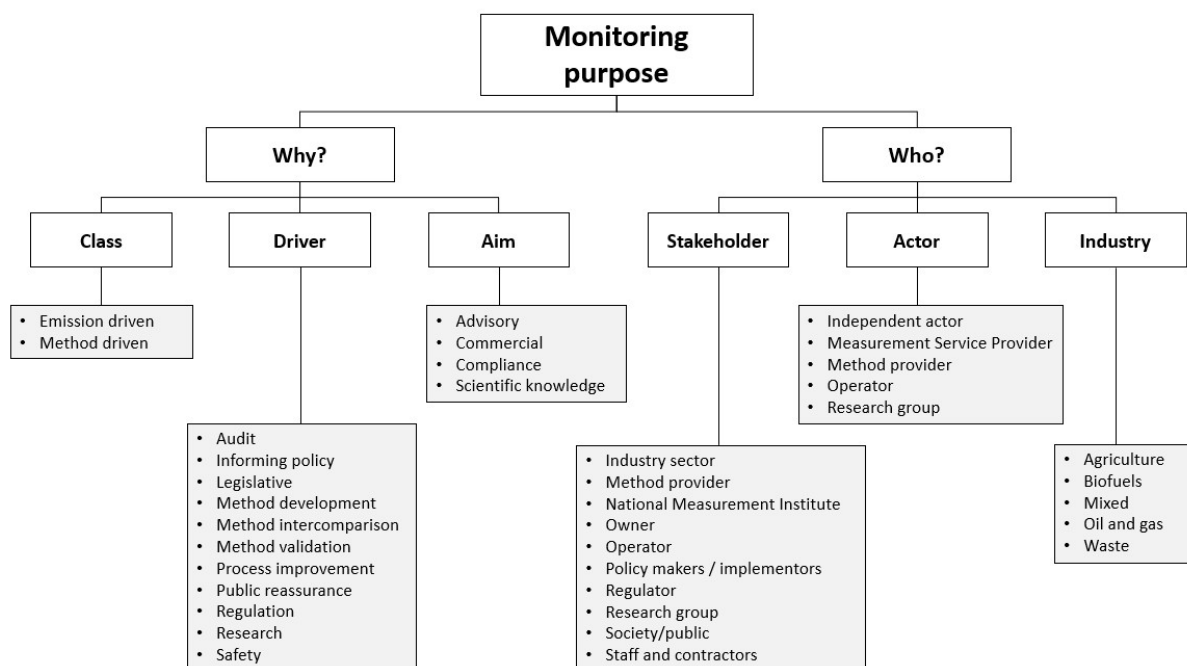 Monitoring
purpose
Why?
Who?
Class
Driver
Aim
Stakeholder
Actor
Industry
• Emission driven
• Method driven
• Advisory
• Commercial
• Compliance
• Scientific knowledge
• Independent actor
• Measurement Service Provider
• Method provider
• Operator
• Research group
• Audit
• Informing policy
• Legislative
• Method development
• Method intercomparison
• Method validation
• Process improvement
• Public reassurance
• Regulation
• Research
• Safety
• Industry sector
• Method provider
• National Measurement Institute
• Owner
• Operator
• Policy makers / implementors
• Regulator
• Research group
• Society/public
• Staff and contractors
• Agriculture
• Biofuels
• Mixed
• Oil and gas
• Waste